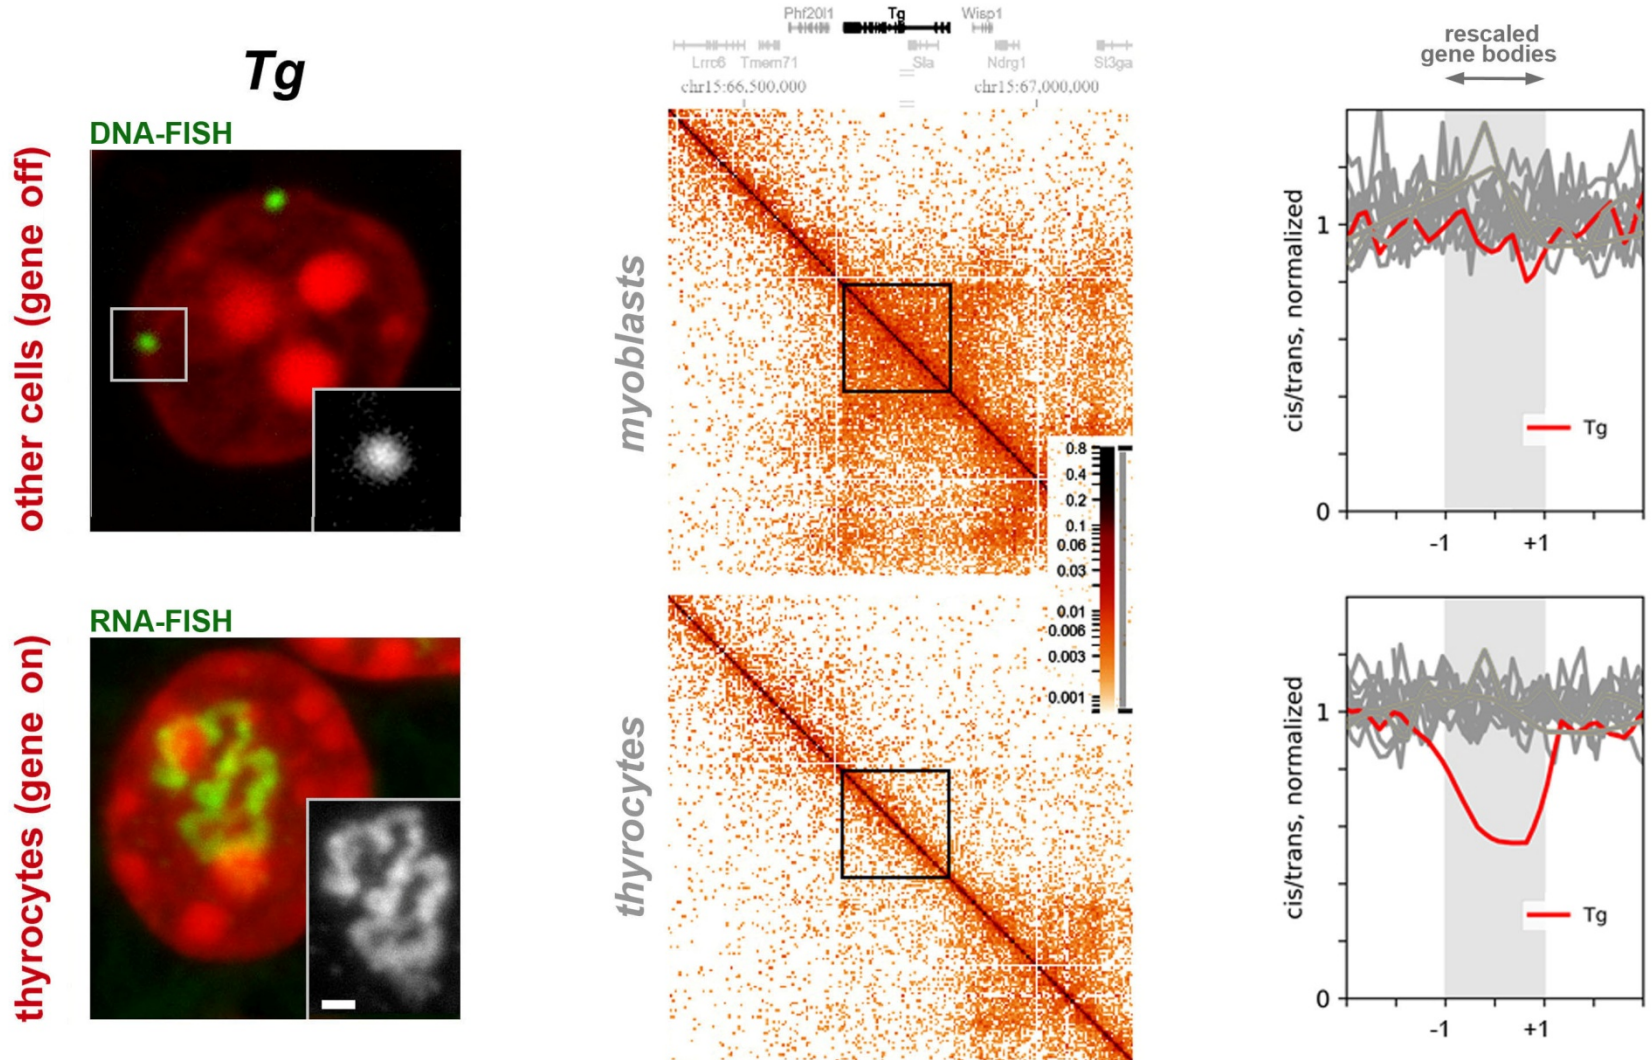 Tg
DNA-FISH
other cells (gene off)
RNA-FISH
thyrocytes (gene on)
Phf20l1 Tg Wisp1
Lrrc6 Tmem71 Sla Ndrg1 St3ga
chr15:66,500,000 chr15:67,000,000
myoblasts
thyrocytes
0.8
0.4
0.2
0.1
0.06
0.03
0.01
0.006
0.003
0.001
rescaled
gene bodies
cis/trans, normalized
1
0
Tg
-1 +1
cis/trans, normalized
1
0
Tg
-1 +1